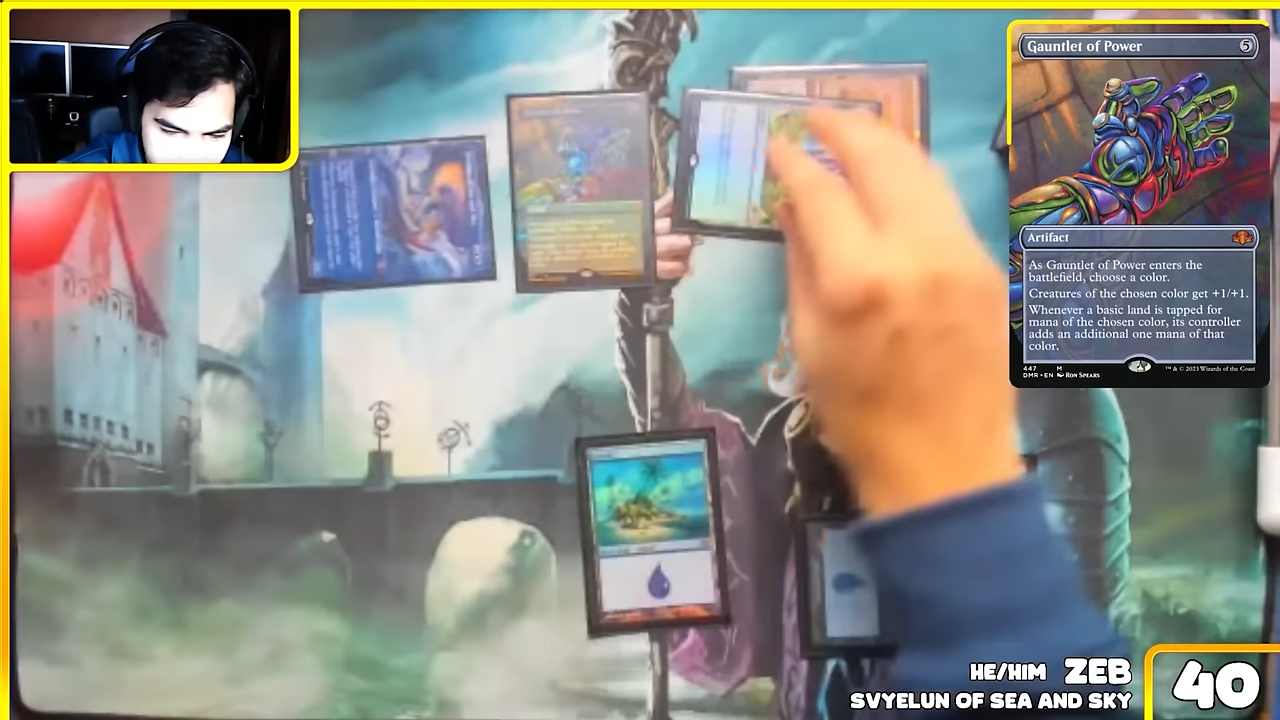 Gauntlet of Power 5
Artifact
As Gauntlet of Power enters the
battlefield, choose a color.
Creatures of the chosen color get +1/+1.
Whenever a basic land is tapped for
mana of the chosen color, its controller
adds an additional one mana of that
color.
447 M
DMR • EN RON SPEARS
™ & © 2023 Wizards of the Coast
HE/HIM ZEB
SVYELUN OF SEA AND SKY
40